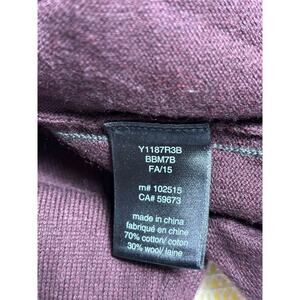 Y1187R3B
BBM7B
FA/15
m# 102515
CA# 59673
made in china
fabriqué en chine
70% cotton/ coton
30% wool/ laine